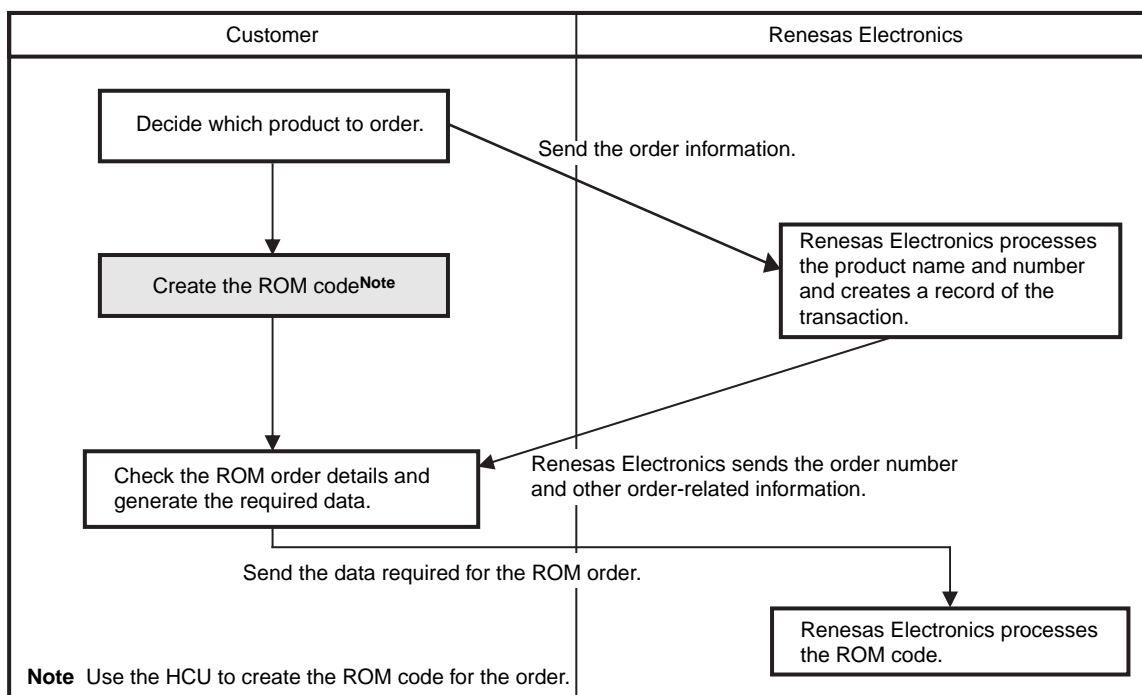 Customer
Renesas Electronics
Decide which product to order.
Send the order information.
Renesas Electronics processes
the product name and number
and creates a record of the
transaction.
Create the ROM codeNote
Check the ROM order details and
generate the required data.
Renesas Electronics sends the order number
and other order-related information.
Send the data required for the ROM order.
Renesas Electronics processes
the ROM code.
Note Use the HCU to create the ROM code for the order.